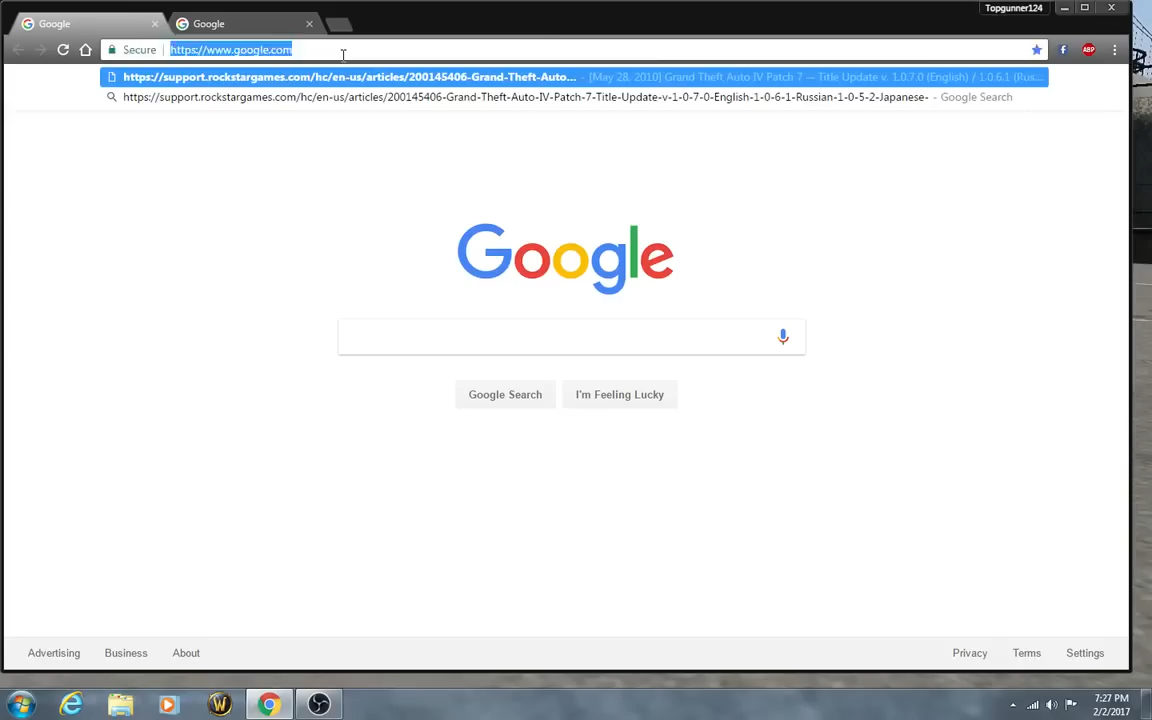 Topgunner124
Google
Google
Secure
https://www.google.com
ABP
https://support.rockstargames.com/hc/en-us/articles/200145406-Grand-Theft-Auto... - [May 28, 2010] Grand Theft Auto IV Patch 7 — Title Update v. 1.0.7.0 (English) / 1.0.6.1 (Rus...
https://support.rockstargames.com/hc/en-us/articles/200145406-Grand-Theft-Auto-IV-Patch-7-Title-Update-v-1-0-7-0-English-1-0-6-1-Russian-1-0-5-2-Japanese- - Google Search
Google
Google Search
I'm Feeling Lucky
Advertising
Business
About
Privacy
Terms
Settings
7:27 PM
2/2/2017